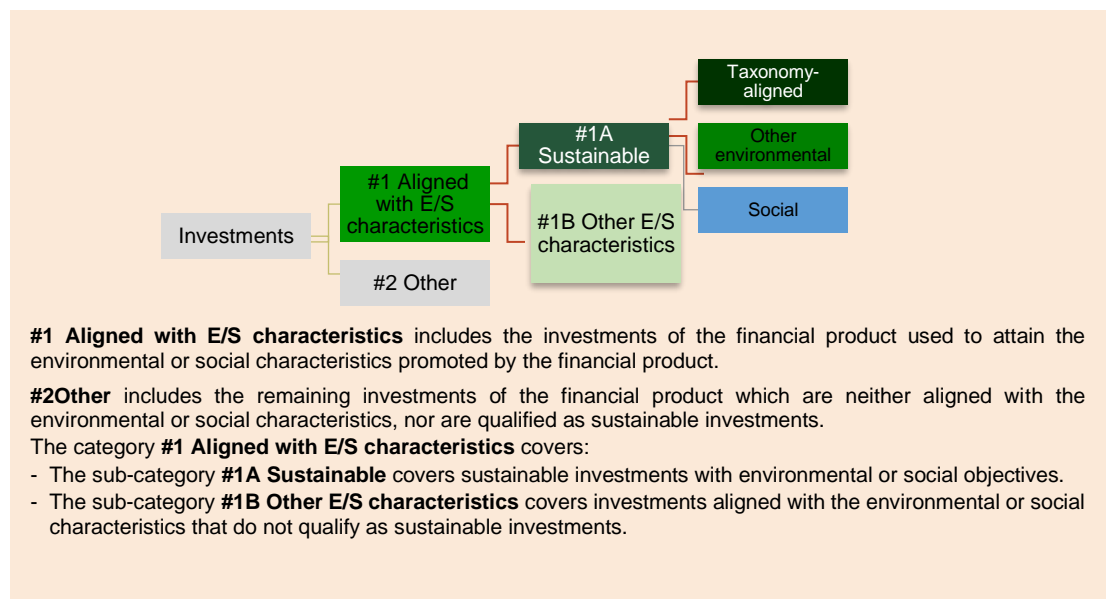 Taxonomy-
aligned
#1A
Sustainable
Other
environmental
#1 Aligned
with E/S
characteristics
#1B Other E/S
characteristics
Social
Investments
#2 Other
#1 Aligned with E/S characteristics includes the investments of the financial product used to attain the
environmental or social characteristics promoted by the financial product.
#2Other includes the remaining investments of the financial product which are neither aligned with the
environmental or social characteristics, nor are qualified as sustainable investments.
The category #1 Aligned with E/S characteristics covers:
- The sub-category #1A Sustainable covers sustainable investments with environmental or social objectives.
- The sub-category #1B Other E/S characteristics covers investments aligned with the environmental or social
characteristics that do not qualify as sustainable investments.